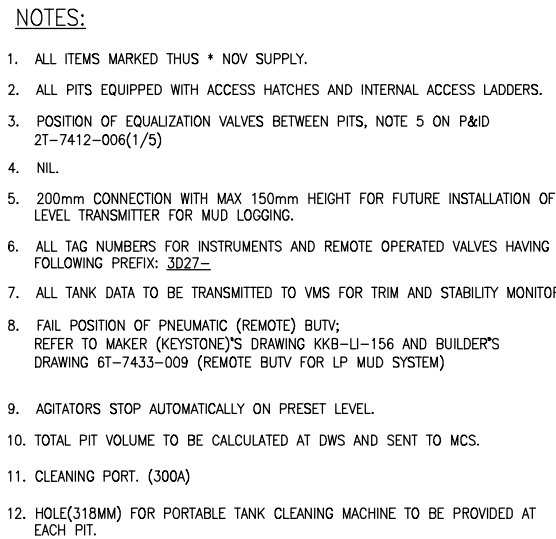 NOTES:
1. ALL ITEMS MARKED THUS * NOV SUPPLY.
2. ALL PITS EQUIPPED WITH ACCESS HATCHES AND INTERNAL ACCESS LADDERS.
3. POSITION OF EQUALIZATION VALVES BETWEEN PITS, NOTE 5 ON P&ID
2T-7412-006(1/5)
4. NIL.
5. 200mm CONNECTION WITH MAX 150mm HEIGHT FOR FUTURE INSTALLATION OF
LEVEL TRANSMITTER FOR MUD LOGGING.
6. ALL TAG NUMBERS FOR INSTRUMENTS AND REMOTE OPERATED VALVES HAVING
FOLLOWING PREFIX: 3D27-
7. ALL TANK DATA TO BE TRANSMITTED TO VMS FOR TRIM AND STABILITY MONITOR
8. FAIL POSITION OF PNEUMATIC (REMOTE) BUTV;
REFER TO MAKER (KEYSTONE)'S DRAWING KKB-LI-156 AND BUILDER'S
DRAWING 6T-7433-009 (REMOTE BUTV FOR LP MUD SYSTEM)
9. AGITATORS STOP AUTOMATICALLY ON PRESET LEVEL.
10. TOTAL PIT VOLUME TO BE CALCULATED AT DWS AND SENT TO MCS.
11. CLEANING PORT. (300A)
12. HOLE(318MM) FOR PORTABLE TANK CLEANING MACHINE TO BE PROVIDED AT
EACH PIT.